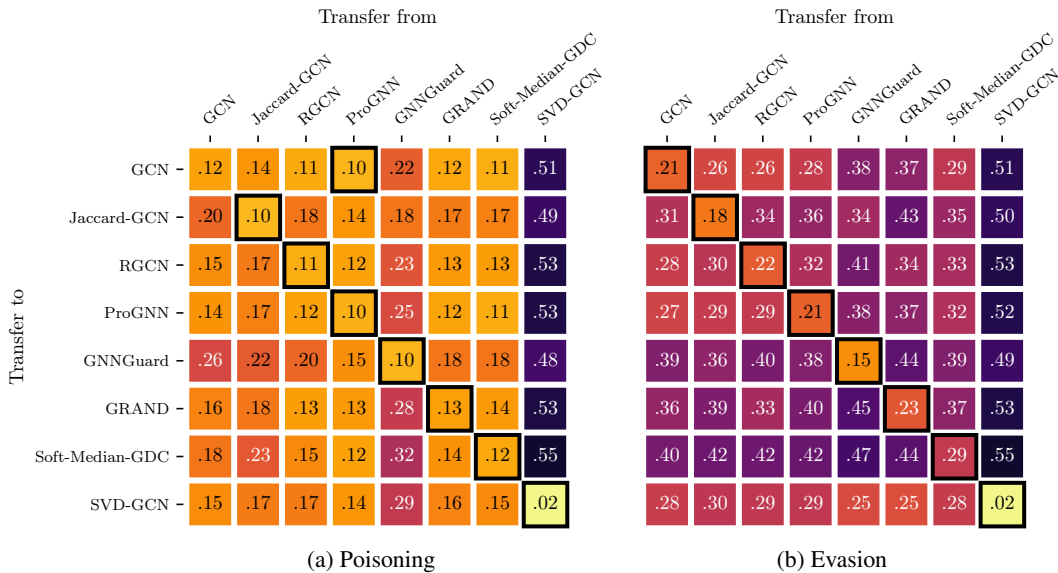 Transfer from
Transfer from
GCN
Jaccard-GCN
RGCN
ProGNN
GNNGuard
GRAND
Soft-Median-GDC
SVD-GCN
GCN
Jaccard-GCN
RGCN
ProGNN
GNNGuard
GRAND
Soft-Median-GDC
SVD-GCN
Transfer to
GCN .12 .14 .11 .10 .22 .12 .11 .51 .21 .26 .26 .28 .38 .37 .29 .51
Jaccard-GCN .20 .10 .18 .14 .18 .17 .17 .49 .31 .18 .34 .36 .34 .43 .35 .50
RGCN .15 .17 .11 .12 .23 .13 .13 .53 .28 .30 .22 .32 .41 .34 .33 .53
ProGNN .14 .17 .12 .10 .25 .12 .11 .53 .27 .29 .29 .21 .38 .37 .32 .52
GNNGuard .26 .22 .20 .15 .10 .18 .18 .48 .39 .36 .40 .38 .15 .44 .39 .49
GRAND .16 .18 .13 .13 .28 .13 .14 .53 .36 .39 .33 .40 .45 .23 .37 .53
Soft-Median-GDC .18 .23 .15 .12 .32 .14 .12 .55 .40 .42 .42 .42 .47 .44 .29 .55
SVD-GCN .15 .17 .17 .14 .29 .16 .15 .02 .28 .30 .29 .29 .25 .25 .28 .02
(a) Poisoning
(b) Evasion